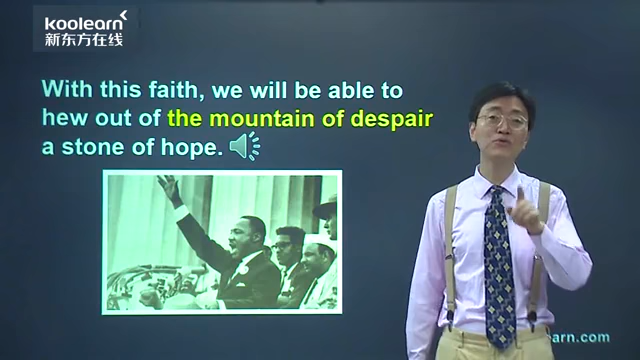 koolearn
新东方在线
With this faith, we will be able to
hew out of the mountain of despair
a stone of hope.
earn.com